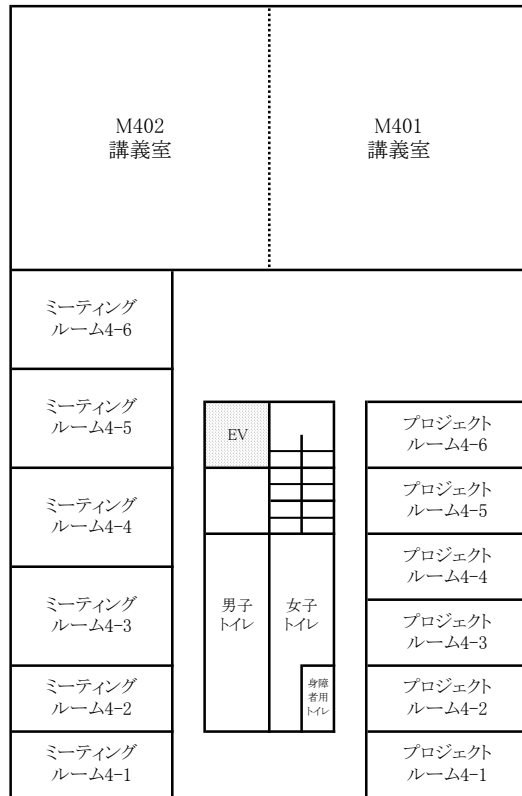 M402
講義室
M401
講義室
ミーティング
ルーム4-6
ミーティング
ルーム4-5
EV
プロジェクト
ルーム4-6
ミーティング
ルーム4-4
プロジェクト
ルーム4-5
プロジェクト
ルーム4-4
ミーティング
ルーム4-3
男子
トイレ
女子
トイレ
プロジェクト
ルーム4-3
ミーティング
ルーム4-2
身障
者用
トイレ
プロジェクト
ルーム4-2
ミーティング
ルーム4-1
プロジェクト
ルーム4-1